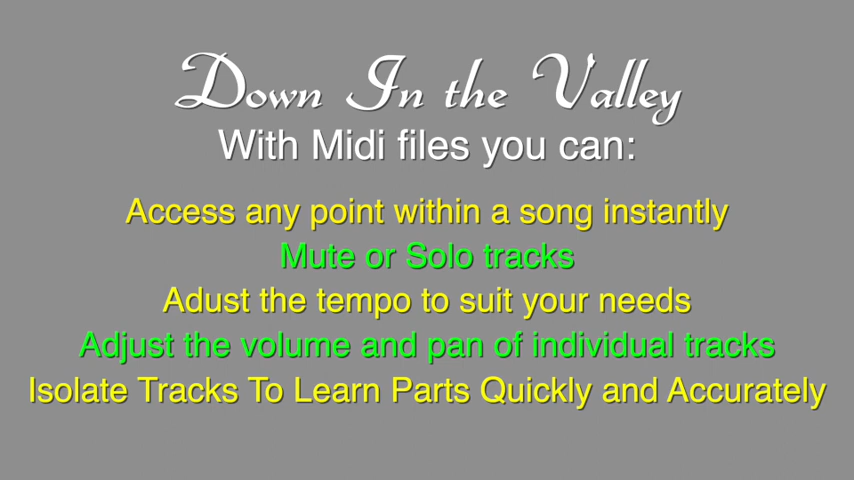 Down In the Valley
With Midi files you can:
Access any point within a song instantly
Mute or Solo tracks
Adust the tempo to suit your needs
Adjust the volume and pan of individual tracks
Isolate Tracks To Learn Parts Quickly and Accurately